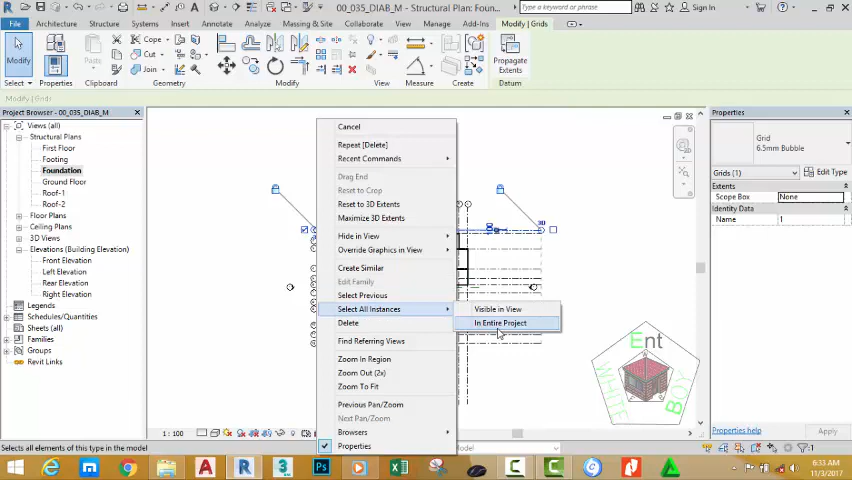 00_035_DIAB_M - Structural Plan: Foun...
Type a keyword or phrase
Sign In
File Architecture Structure Systems Insert Annotate Analyze Massing & Site Collaborate View Manage Add-Ins Modify | Grids
Modify
Properties
Paste
Cope
Cut
Join
Propagate
Extents
Select
Properties
Clipboard
Geometry
Modify
View
Measure
Create
Datum
Modify | Grids
Project Browser - 00_035_DIAB_M
Views (all)
Structural Plans
First Floor
Footing
Foundation
Ground Floor
Roof-1
Roof-2
Floor Plans
Ceiling Plans
3D Views
Elevations (Building Elevation)
Front Elevation
Left Elevation
Rear Elevation
Right Elevation
Legends
Schedules/Quantities
Families
Groups
Revit Links
Cancel
Repeat [Delete]
Recent Commands
Drag End
Reset to Crop
Reset to 3D Extents
Maximize 3D Extents
Hide in View
Override Graphics in View
Create Similar
Edit Family
Select Previous
Select All Instances
Delete
Find Referring Views
Zoom In Region
Zoom Out (2x)
Zoom To Fit
Previous Pan/Zoom
Next Pan/Zoom
Browsers
Properties
Visible in View
In Entire Project
3D
Properties
Grid
6.5mm Bubble
Grids (1)
Edit Type
Extents
Scope Box
None
Identity Data
Name
1
Ent
WHITE
BOY
Properties help
Apply
1 : 100
Selects all elements of this type in the model
Model
:1
6:33 AM
11/3/2017